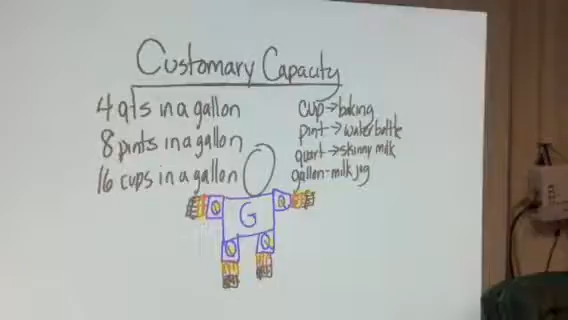 Customary Capacity
4 qts in a gallon
8 pints in a gallon
16 cups in a gallon
cup→baking
pint→water bottle
quart→skinny milk
gallon-milk jug
G